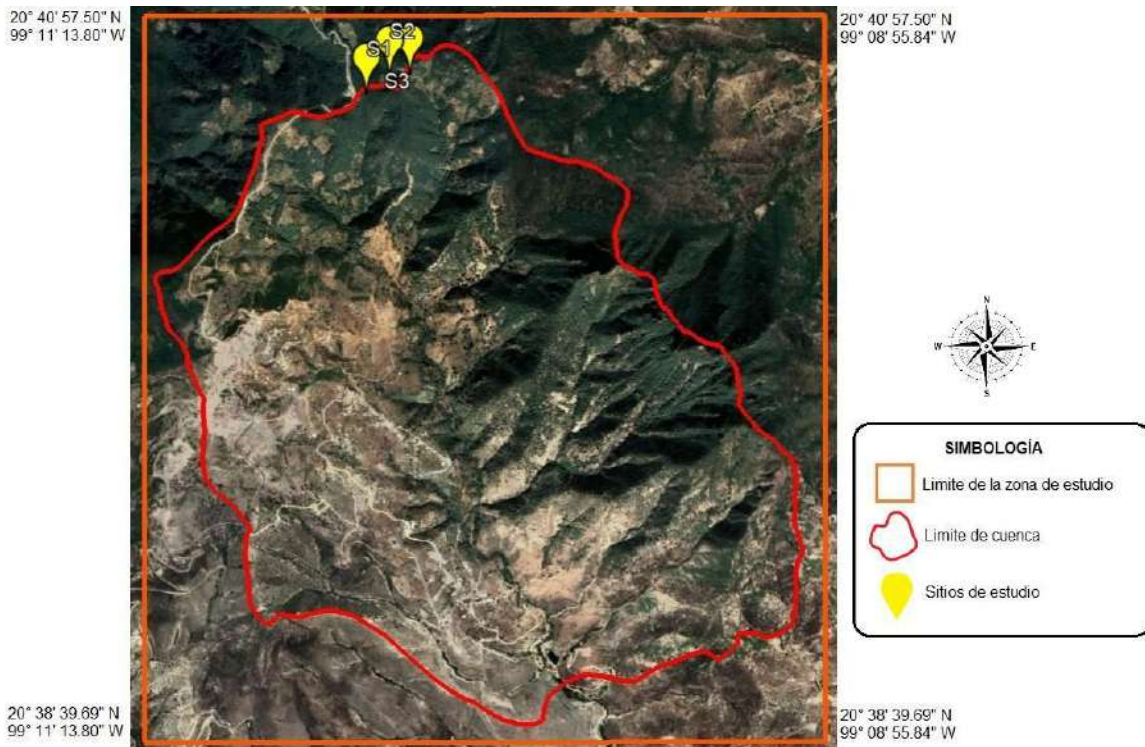 20° 40' 57.50" N
99° 11' 13.80" W
20° 40' 57.50" N
99° 08' 55.84" W
S2
S1
S3
N
W
E
S
SIMBOLOGÍA
Limite de la zona de estudio
Limite de cuenca
Sitios de estudio
20° 38' 39.69" N
99° 11' 13.80" W
20° 38' 39.69" N
99° 08' 55.84" W